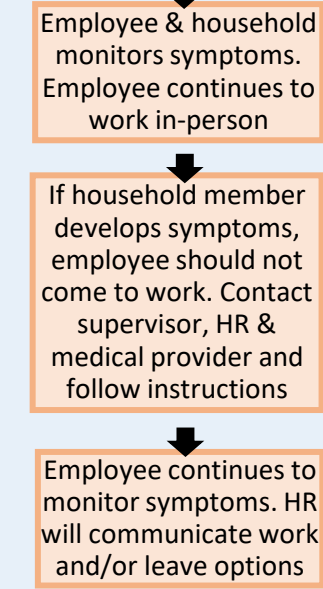 Employee & household
monitors symptoms.
Employee continues to
work in-person
If household member
develops symptoms,
employee should not
come to work. Contact
supervisor, HR &
medical provider and
follow instructions
Employee continues to
monitor symptoms. HR
will communicate work
and/or leave options